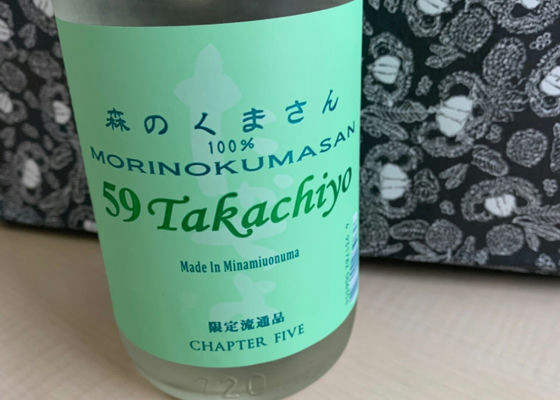 森のくまさん
100%
MORINOKUMASAN
59 Takachiyo
Made In Minamiuonuma
限定流通品
CHAPTER FIVE
720